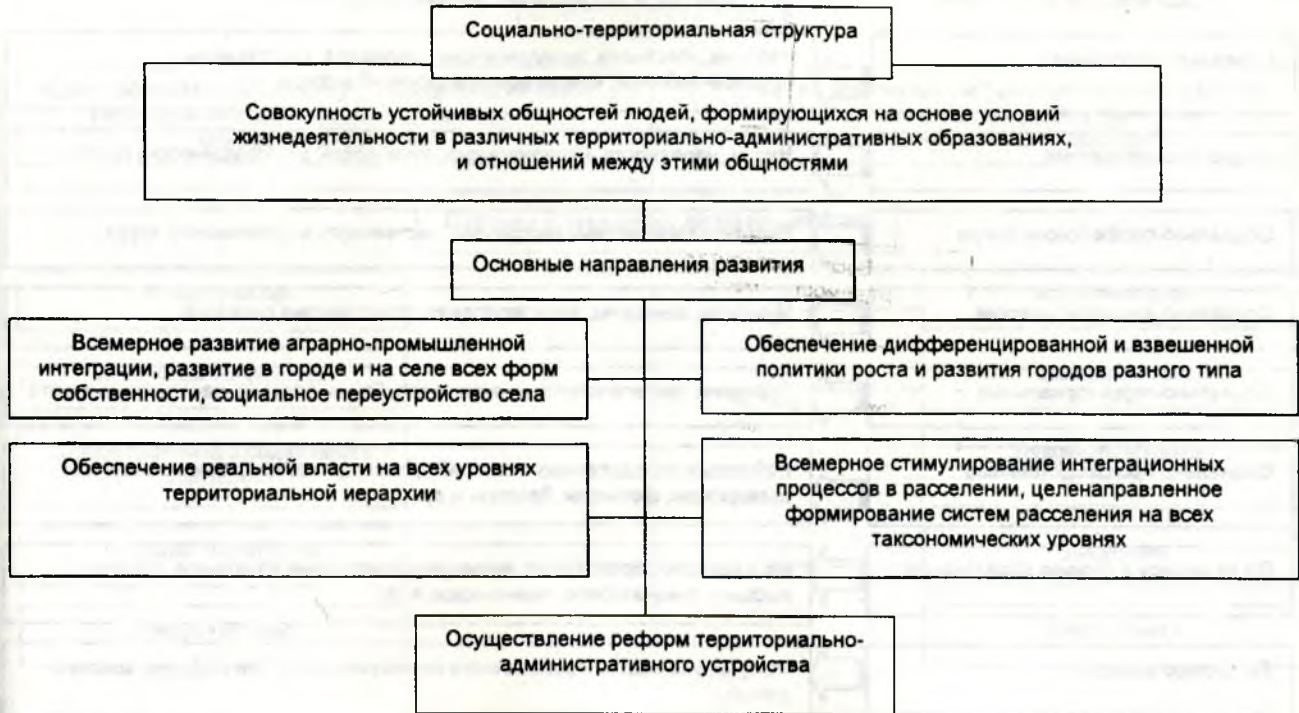 Социально-территориальная структура
Совокупность устойчивых общностей людей, формирующихся на основе условий
жизнедеятельности в различных территориально-административных образованиях,
и отношений между этими общностями
Основные направления развития
Всемерное развитие аграрно-промышленной
интеграции, развитие в городе и на селе всех форм
собственности, социальное переустройство села
Обеспечение дифференцированной и взвешенной
политики роста и развития городов разного типа
Обеспечение реальной власти на всех уровнях
территориальной иерархии
Всемерное стимулирование интеграционных
процессов в расселении, целенаправленное
формирование систем расселения на всех
таксономических уровнях
Осуществление реформ территориально-
административного устройства